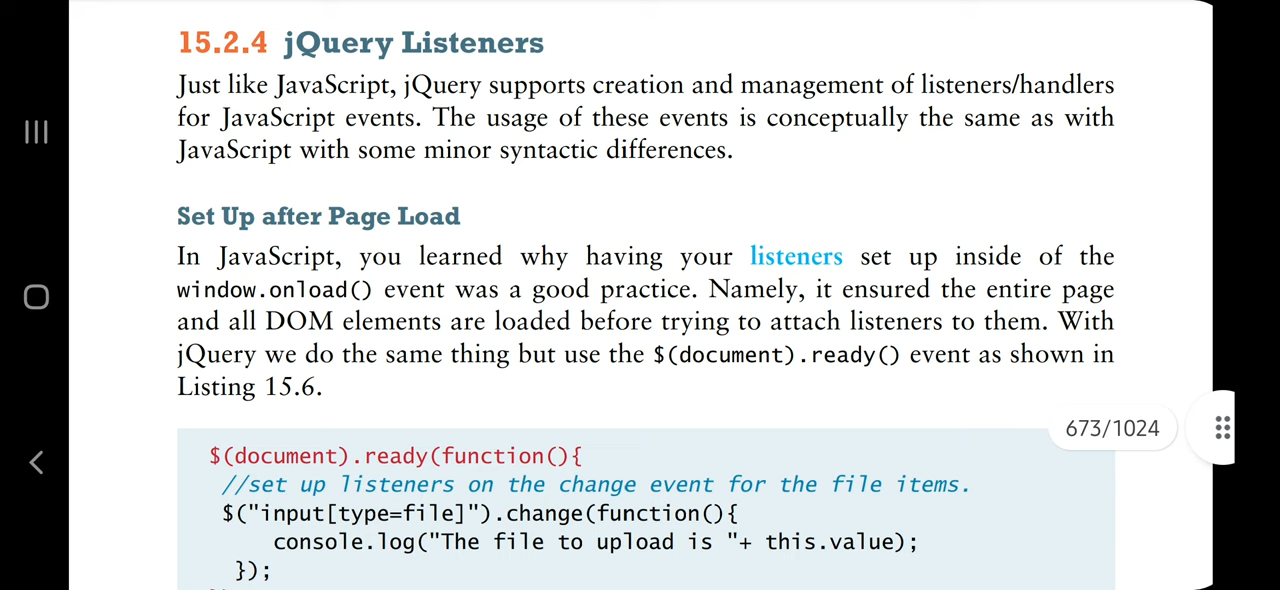 15.2.4 jQuery Listeners
Just like JavaScript, jQuery supports creation and management of listeners/handlers
for JavaScript events. The usage of these events is conceptually the same as with
JavaScript with some minor syntactic differences.
Set Up after Page Load
In JavaScript, you learned why having your listeners set up inside of the
window.onload() event was a good practice. Namely, it ensured the entire page
and all DOM elements are loaded before trying to attach listeners to them. With
jQuery we do the same thing but use the $(document).ready() event as shown in
Listing 15.6.
673/1024
$(document).ready(function(){
//set up listeners on the change event for the file items.
$("input[type=file]").change(function(){
console.log("The file to upload is "+ this.value);
});